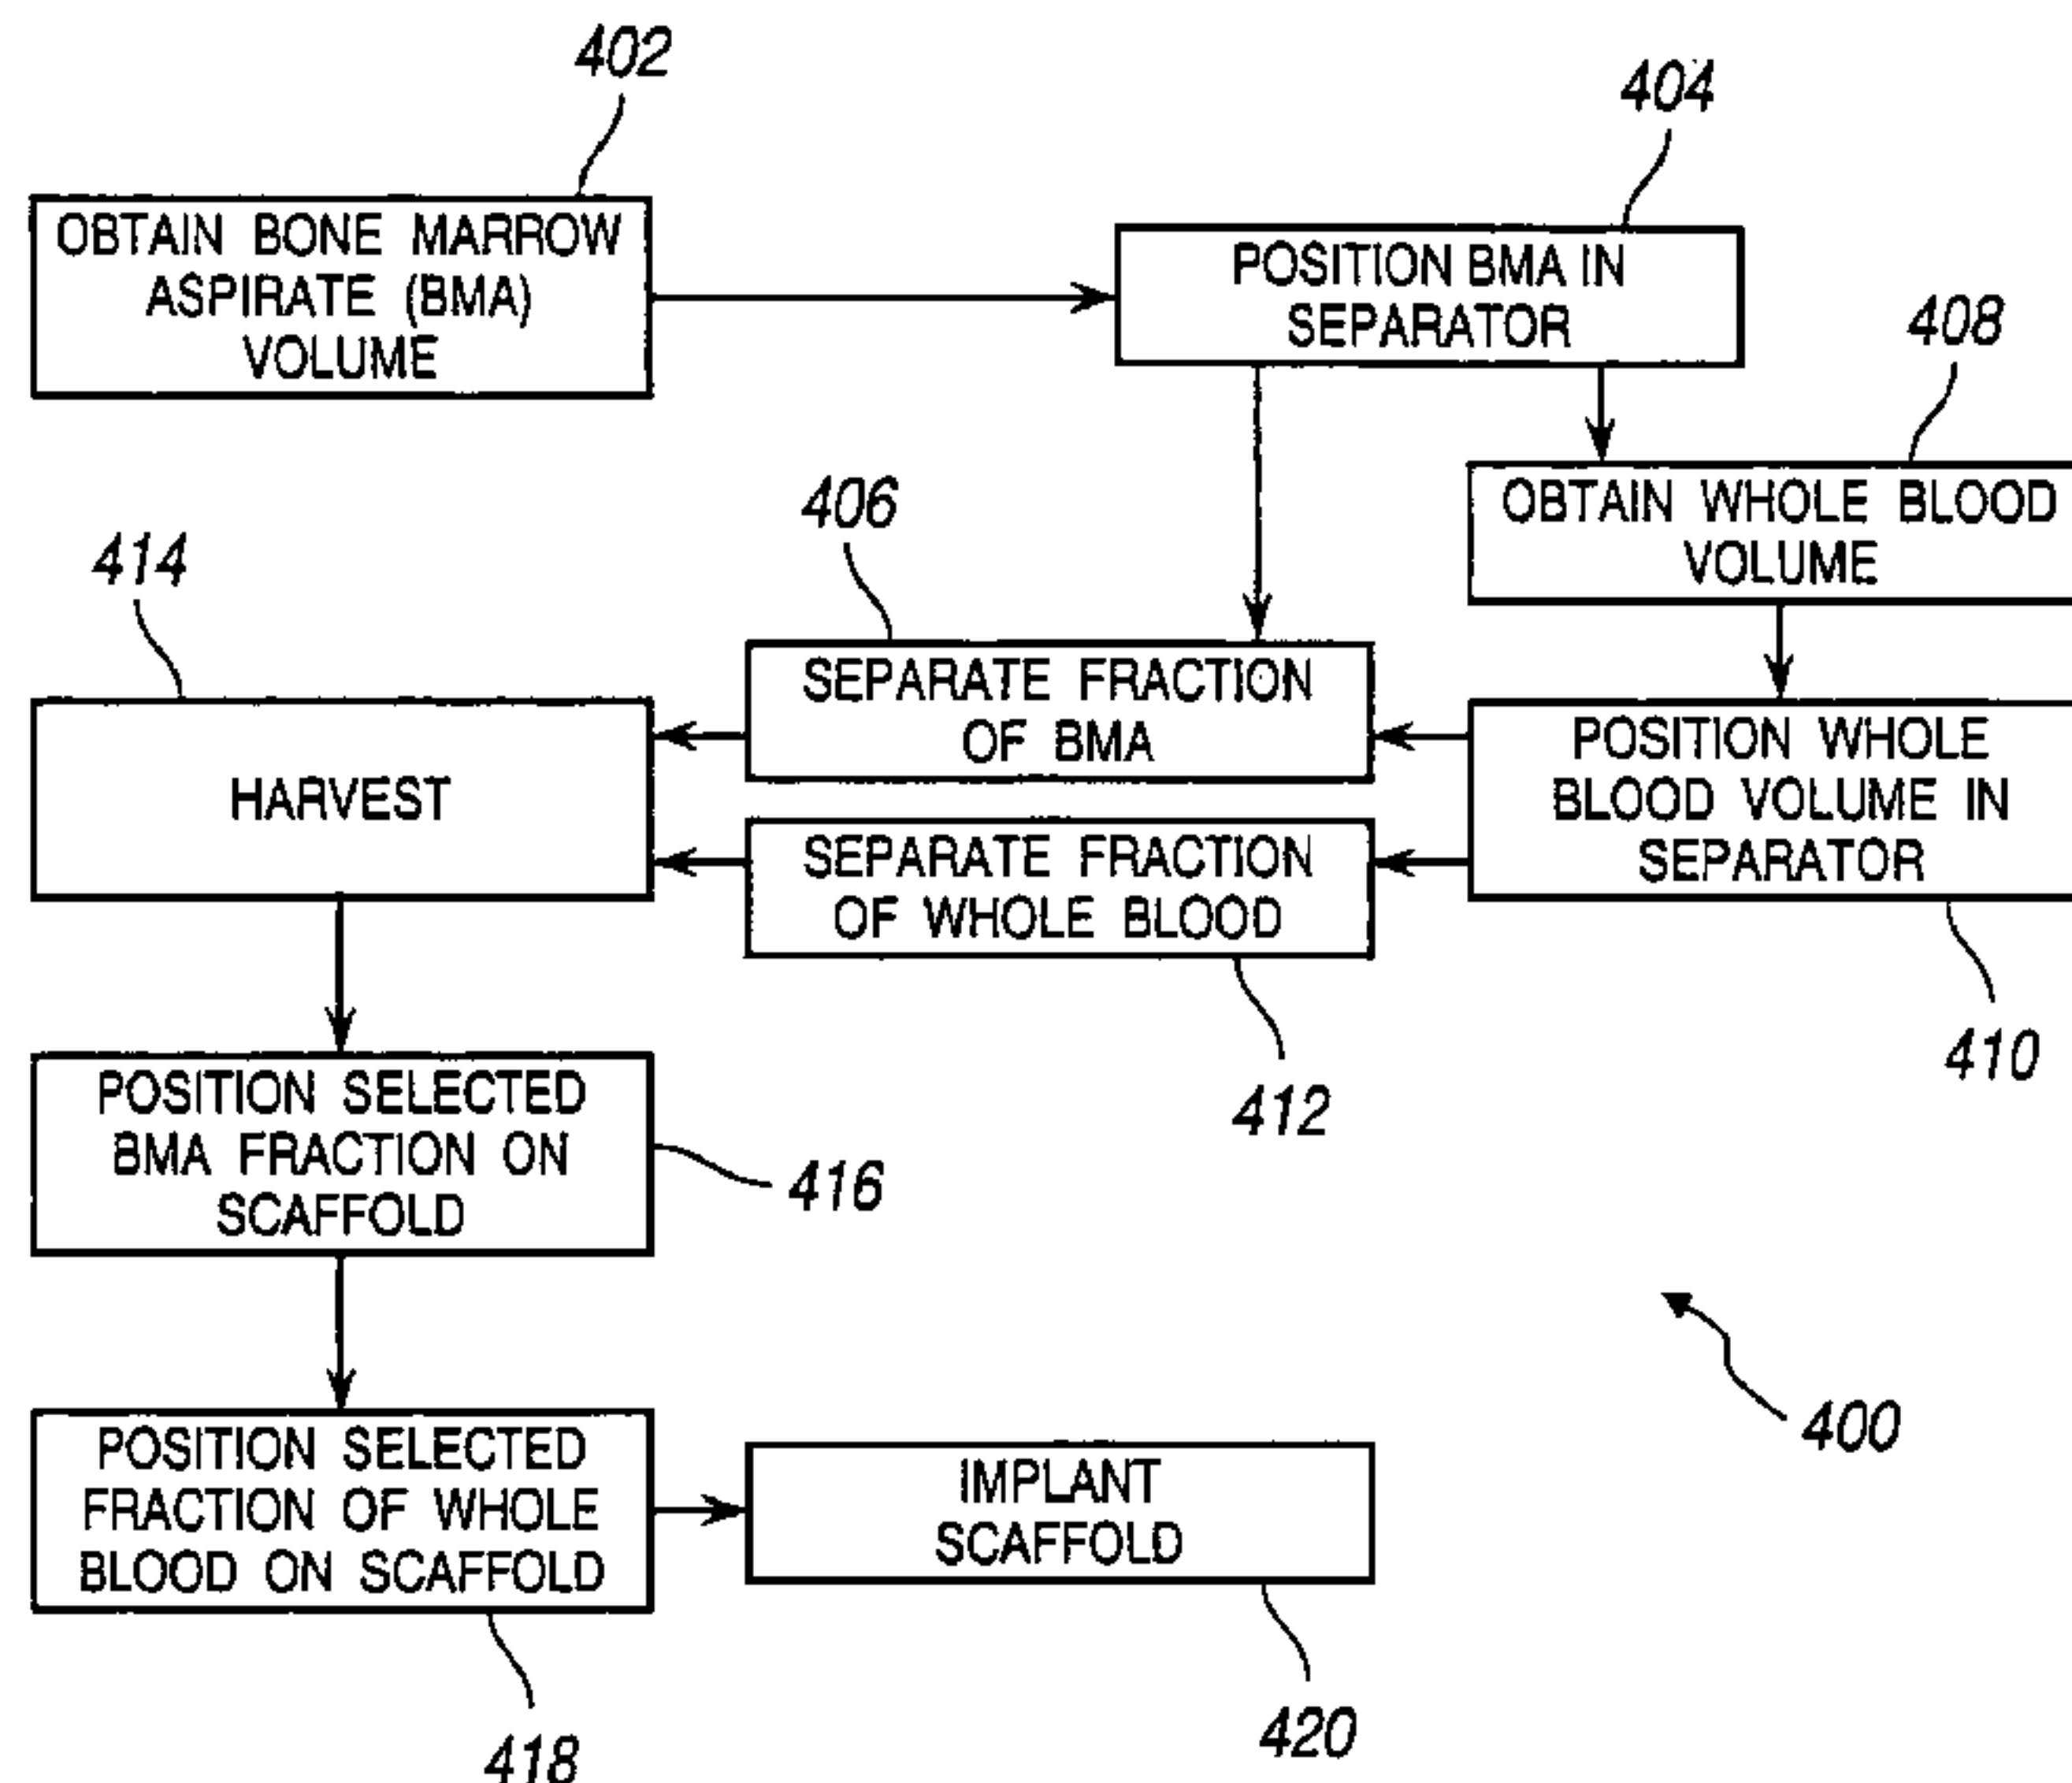 402
404
OBTAIN BONE MARROW
ASPIRATE (BMA)
VOLUME
POSITION BMA IN
SEPARATOR
408
OBTAIN WHOLE BLOOD
VOLUME
406
414
SEPARATE FRACTION
OF BMA
HARVEST
POSITION WHOLE
BLOOD VOLUME IN
SEPARATOR
SEPARATE FRACTION
OF WHOLE BLOOD
410
412
POSITION SELECTED
BMA FRACTION ON
SCAFFOLD
416
400
POSITION SELECTED
FRACTION OF WHOLE
BLOOD ON SCAFFOLD
IMPLANT
SCAFFOLD
418
420